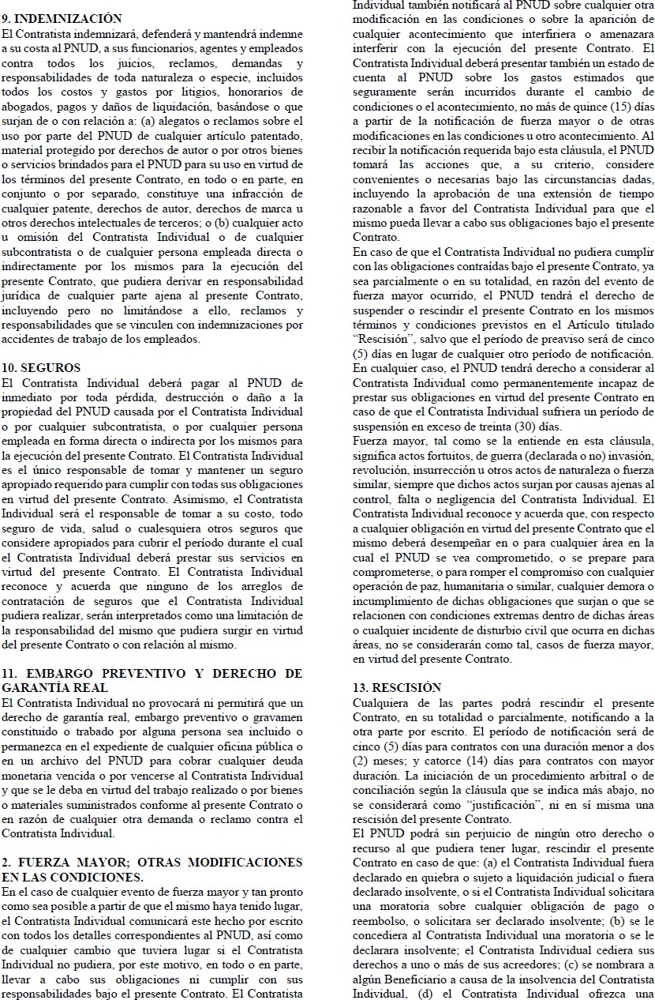 9. INDEMNIZACIÓN
El Contratista indemnizará, defenderá y mantendrá indemne
a su costa al PNUD, a sus funcionarios, agentes y empleados
contra todos los juicios, reclamos, demandas y
responsabilidades de toda naturaleza o especie, incluidos
todos los costos y gastos por litigios, honorarios de
abogados, pagos y daños de liquidación, basándose o que
surjan de o con relación a: (a) alegatos o reclamos sobre el
uso por parte del PNUD de cualquier artículo patentado,
material protegido por derechos de autor o por otros bienes
o servicios brindados para el PNUD para su uso en virtud de
los términos del presente Contrato, en todo o en parte, en
conjunto o por separado, constituye una infracción de
cualquier patente, derechos de autor, derechos de marca u
otros derechos intelectuales de terceros; o (b) cualquier acto
u omisión del Contratista Individual o de cualquier
subcontratista o de cualquier persona empleada directa o
indirectamente por los mismos para la ejecución del
presente Contrato, que pudiera derivar en responsabilidad
jurídica de cualquier parte ajena al presente Contrato,
incluyendo pero no limitándose a ello, reclamos y
responsabilidades que se vinculen con indemnizaciones por
accidentes de trabajo de los empleados.
10. SEGUROS
El Contratista Individual deberá pagar al PNUD de
inmediato por toda pérdida, destrucción o daño a la
propiedad del PNUD causada por el Contratista Individual
o por cualquier subcontratista, o por cualquier persona
empleada en forma directa o indirecta por los mismos para
la ejecución del presente Contrato. El Contratista Individual
es el único responsable de tomar y mantener un seguro
apropiado requerido para cumplir con todas sus obligaciones
en virtud del presente Contrato. Asimismo, el Contratista
Individual será el responsable de tomar a su costo, todo
seguro de vida, salud o cualesquiera otros seguros que
considere apropiados para cubrir el período durante el cual
el Contratista Individual deberá prestar sus servicios en
virtud del presente Contrato. El Contratista Individual
reconoce y acuerda que ninguno de los arreglos de
contratación de seguros que el Contratista Individual
pudiera realizar, serán interpretados como una limitación de
la responsabilidad del mismo que pudiera surgir en virtud
del presente Contrato o con relación al mismo.
11. EMBARGO PREVENTIVO Y DERECHO DE
GARANTÍA REAL
El Contratista Individual no provocará ni permitirá que un
derecho de garantía real, embargo preventivo o gravamen
constituido o trabado por alguna persona sea incluido o
permanezca en el expediente de cualquier oficina pública o
en un archivo del PNUD para cobrar cualquier deuda
monetaria vencida o por vencerse al Contratista Individual
y que se le deba en virtud del trabajo realizado o por bienes
o materiales suministrados conforme al presente Contrato o
en razón de cualquier otra demanda o reclamo contra el
Contratista Individual.
2. FUERZA MAYOR; OTRAS MODIFICACIONES
EN LAS CONDICIONES.
En el caso de cualquier evento de fuerza mayor y tan pronto
como sea posible a partir de que el mismo haya tenido lugar,
el Contratista Individual comunicará este hecho por escrito
con todos los detalles correspondientes al PNUD, así como
de cualquier cambio que tuviera lugar si el Contratista
Individual no pudiera, por este motivo, en todo o en parte,
llevar a cabo sus obligaciones ni cumplir con sus
responsabilidades bajo el presente Contrato. El Contratista
Individual también notificará al PNUD sobre cualquier otra
modificación en las condiciones o sobre la aparición de
cualquier acontecimiento que interfiriera o amenazara
interferir con la ejecución del presente Contrato. El
Contratista Individual deberá presentar también un estado de
cuenta al PNUD sobre los gastos estimados que
seguramente serán incurridos durante el cambio de
condiciones o el acontecimiento, no más de quince (15) días
a partir de la notificación de fuerza mayor o de otras
modificaciones en las condiciones u otro acontecimiento. Al
recibir la notificación requerida bajo esta cláusula, el PNUD
tomará las acciones que, a su criterio, considere
convenientes o necesarias bajo las circunstancias dadas,
incluyendo la aprobación de una extensión de tiempo
razonable a favor del Contratista Individual para que el
mismo pueda llevar a cabo sus obligaciones bajo el presente
Contrato.
En caso de que el Contratista Individual no pudiera cumplir
con las obligaciones contraídas bajo el presente Contrato, ya
sea parcialmente o en su totalidad, en razón del evento de
fuerza mayor ocurrido, el PNUD tendrá el derecho de
suspender o rescindir el presente Contrato en los mismos
términos y condiciones previstos en el Artículo titulado
“Rescisión”, salvo que el período de preaviso será de cinco
(5) días en lugar de cualquier otro período de notificación.
En cualquier caso, el PNUD tendrá derecho a considerar al
Contratista Individual como permanentemente incapaz de
prestar sus obligaciones en virtud del presente Contrato en
caso de que el Contratista Individual sufriera un período de
suspensión en exceso de treinta (30) días.
Fuerza mayor, tal como se la entiende en esta cláusula,
significa actos fortuitos, de guerra (declarada o no) invasión,
revolución, insurrección u otros actos de naturaleza o fuerza
similar, siempre que dichos actos surjan por causas ajenas al
control, falta o negligencia del Contratista Individual. El
Contratista Individual reconoce y acuerda que, con respecto
a cualquier obligación en virtud del presente Contrato que el
mismo deberá desempeñar en o para cualquier área en la
cual el PNUD se vea comprometido, o se prepare para
comprometerse, o para romper el compromiso con cualquier
operación de paz, humanitaria o similar, cualquier demora o
incumplimiento de dichas obligaciones que surjan o que se
relacionen con condiciones extremas dentro de dichas áreas
o cualquier incidente de disturbio civil que ocurra en dichas
áreas, no se considerarán como tal, casos de fuerza mayor,
en virtud del presente Contrato.
13. RESCISIÓN
Cualquiera de las partes podrá rescindir el presente
Contrato, en su totalidad o parcialmente, notificando a la
otra parte por escrito. El período de notificación será de
cinco (5) días para contratos con una duración menor a dos
(2) meses; y catorce (14) días para contratos con mayor
duración. La iniciación de un procedimiento arbitral o de
conciliación según la cláusula que se indica más abajo, no
se considerará como “justificación”, ni en sí misma una
rescisión del presente Contrato.
El PNUD podrá sin perjuicio de ningún otro derecho o
recurso al que pudiera tener lugar, rescindir el presente
Contrato en caso de que: (a) el Contratista Individual fuera
declarado en quiebra o sujeto a liquidación judicial o fuera
declarado insolvente, o si el Contratista Individual solicitara
una moratoria sobre cualquier obligación de pago o
reembolso, o solicitara ser declarado insolvente; (b) se le
concediera al Contratista Individual una moratoria o se le
declarara insolvente; el Contratista Individual cediera sus
derechos a uno o más de sus acreedores; (c) se nombrara a
algún Beneficiario a causa de la insolvencia del Contratista
Individual, (d) el Contratista Individual ofrezca una